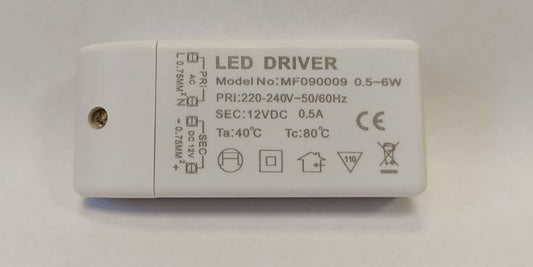 LED DRIVER
Model No:MF090009 0.5~6W
PRI:220-240V~50/60Hz
SEC:12VDC 0.5A
Ta:40℃ Tc:80℃
CE
110
L 0.75MM² N
AC
PRI
- 0.75MM² +
DC 12V
SEC